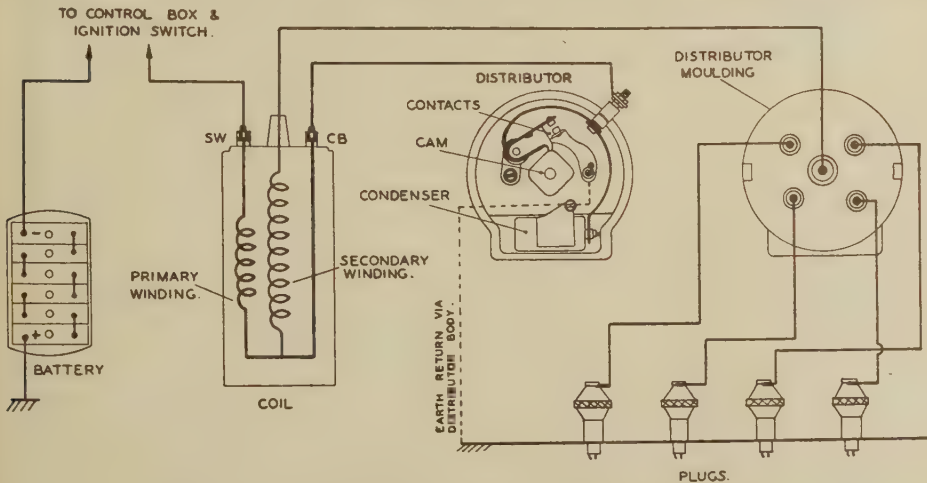 TO CONTROL BOX &
IGNITION SWITCH.
DISTRIBUTOR
DISTRIBUTOR
MOULDING
CONTACTS
SW
CB
CAM
CONDENSER
-
SECONDARY
WINDING.
PRIMARY
WINDING.
+
BATTERY
COIL
EARTH RETURN VIA
DISTRIBUTOR BODY.
PLUGS.